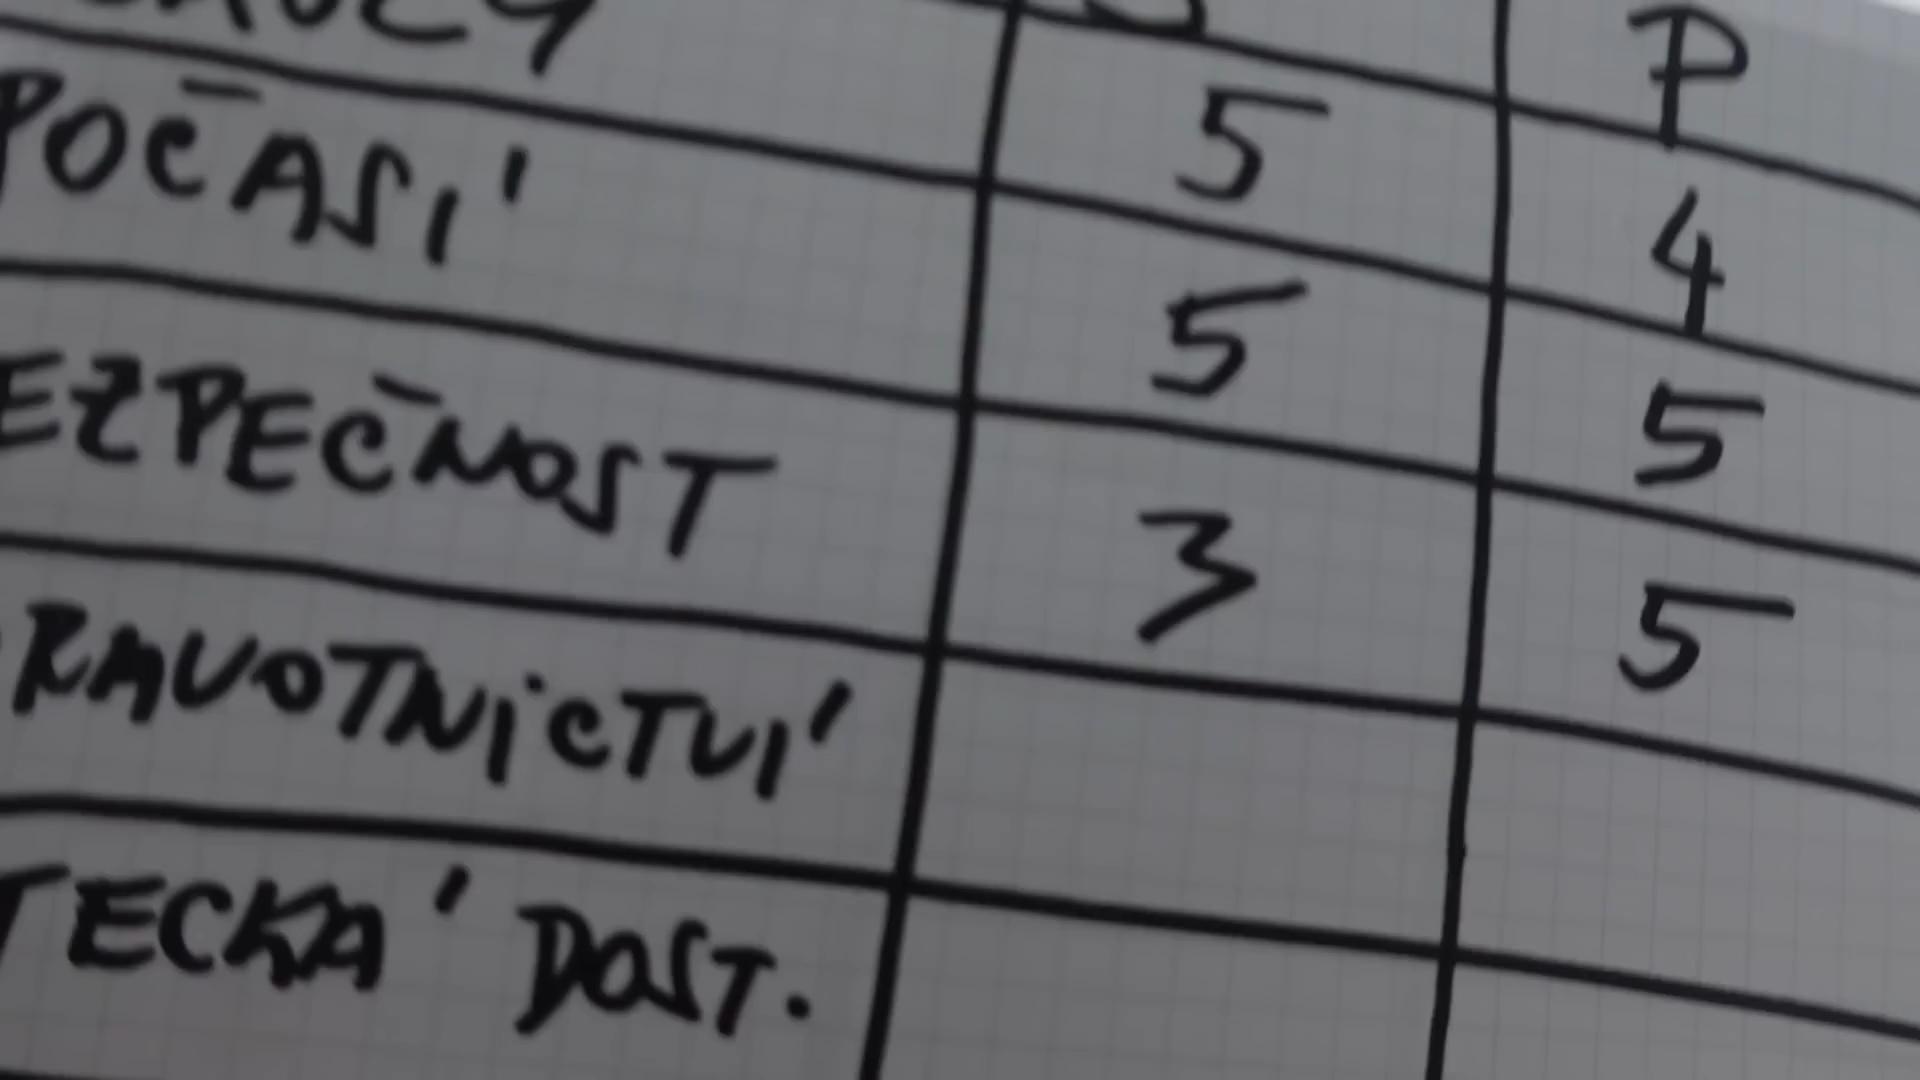 P
5 4
POČASÍ 5 5
EZPEČNOST 3 5
RAVOTNICTVÍ
TECKÁ DOST.